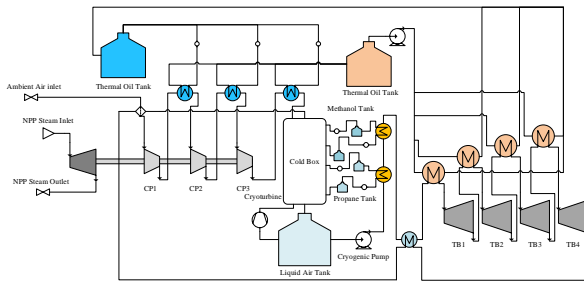 Thermal Oil Tank
Thermal Oil Tank
Ambient Air inlet
Methanol Tank
NPP Steam Inlet
Cold Box
NPP Steam Outlet
CP1
CP2
CP3
Cryoturbine
Propane Tank
TB1
TB2
TB3
TB4
Liquid Air Tank
Cryogenic Pump